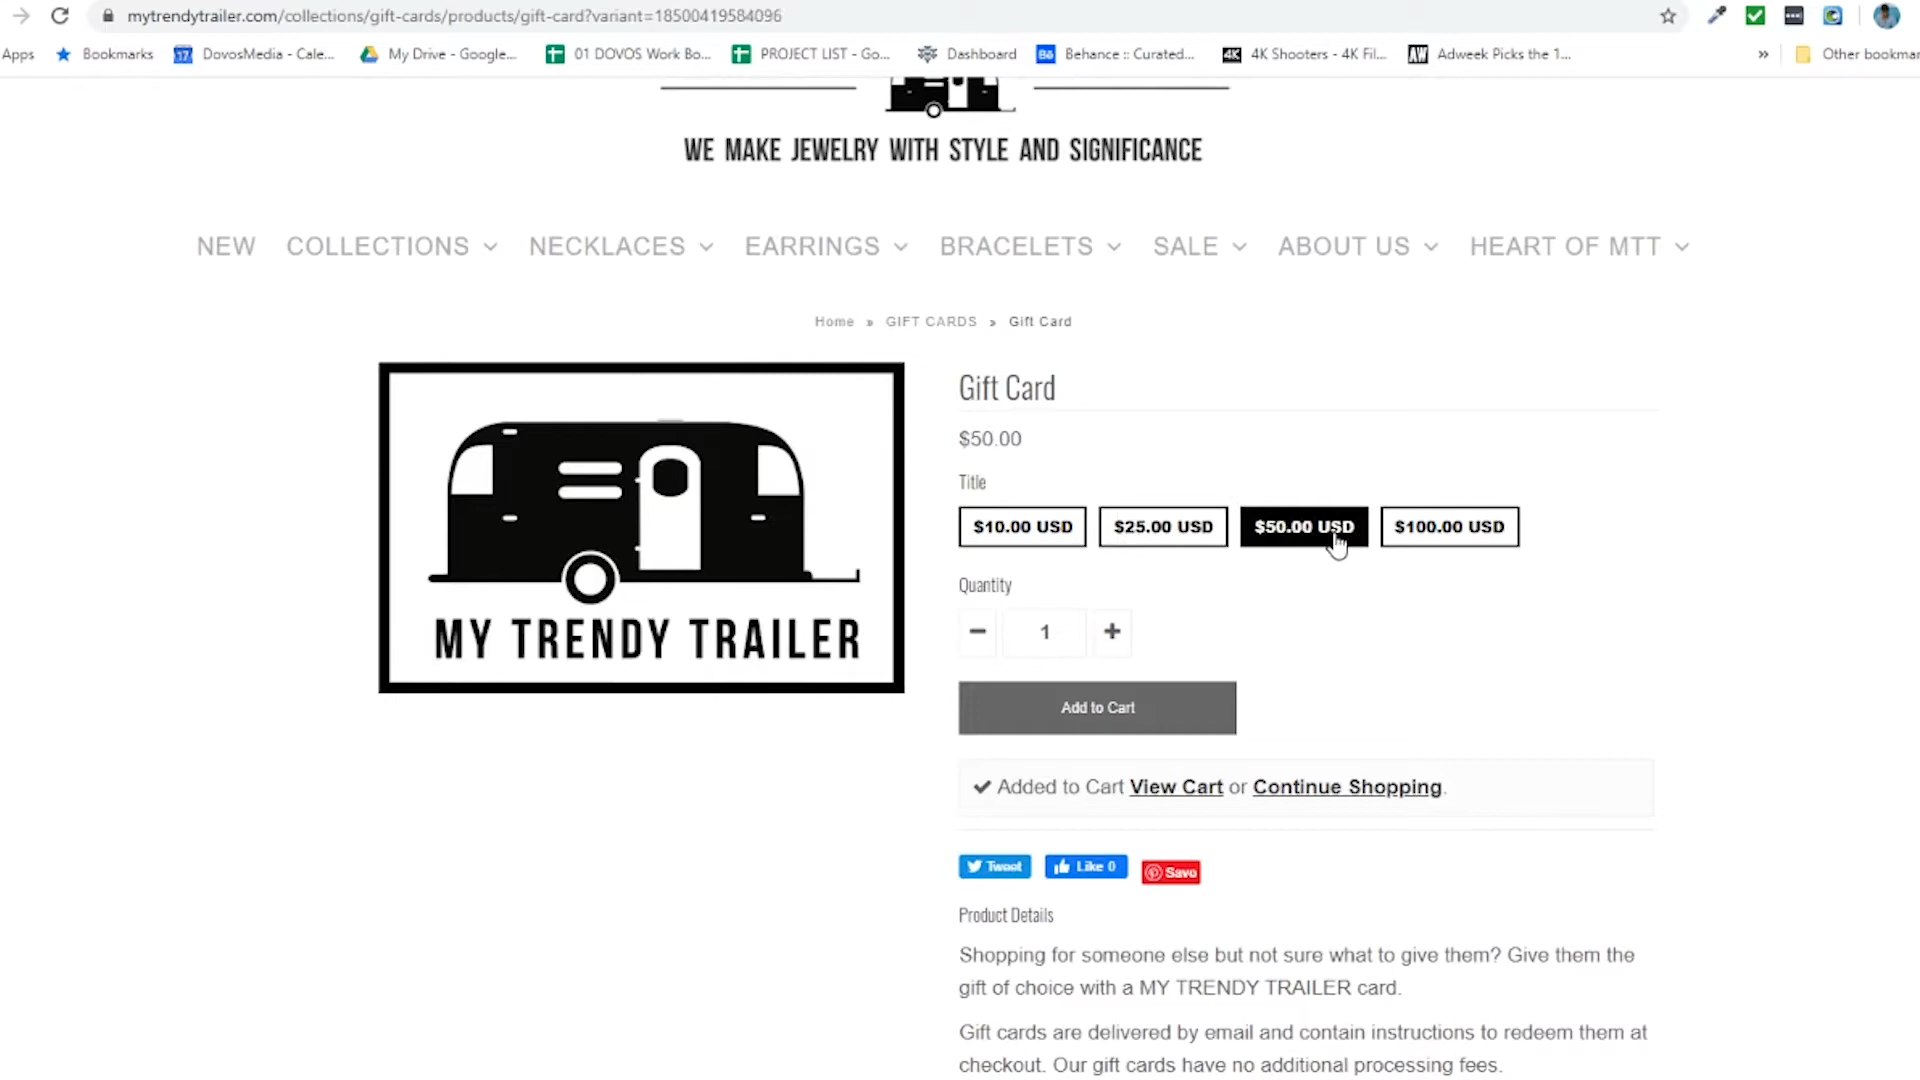 mytrendytrailer.com/collections/gift-cards/products/gift-card?variant=18500419584096
Apps Bookmarks 17 DovosMedia - Cale... My Drive - Google... 01 DOVOS Work Bo... PROJECT LIST - Go... Dashboard Bē Behance :: Curated... 4K 4K Shooters - 4K Fil... AW Adweek Picks the 1... » Other bookmar
WE MAKE JEWELRY WITH STYLE AND SIGNIFICANCE
NEW COLLECTIONS NECKLACES EARRINGS BRACELETS SALE ABOUT US HEART OF MTT
Home » GIFT CARDS » Gift Card
MY TRENDY TRAILER
Gift Card
$50.00
Title
$10.00 USD $25.00 USD $50.00 USD $100.00 USD
Quantity
− 1 +
Add to Cart
✔ Added to Cart View Cart or Continue Shopping.
Tweet Like 0 Save
Product Details
Shopping for someone else but not sure what to give them? Give them the
gift of choice with a MY TRENDY TRAILER card.
Gift cards are delivered by email and contain instructions to redeem them at
checkout. Our gift cards have no additional processing fees.